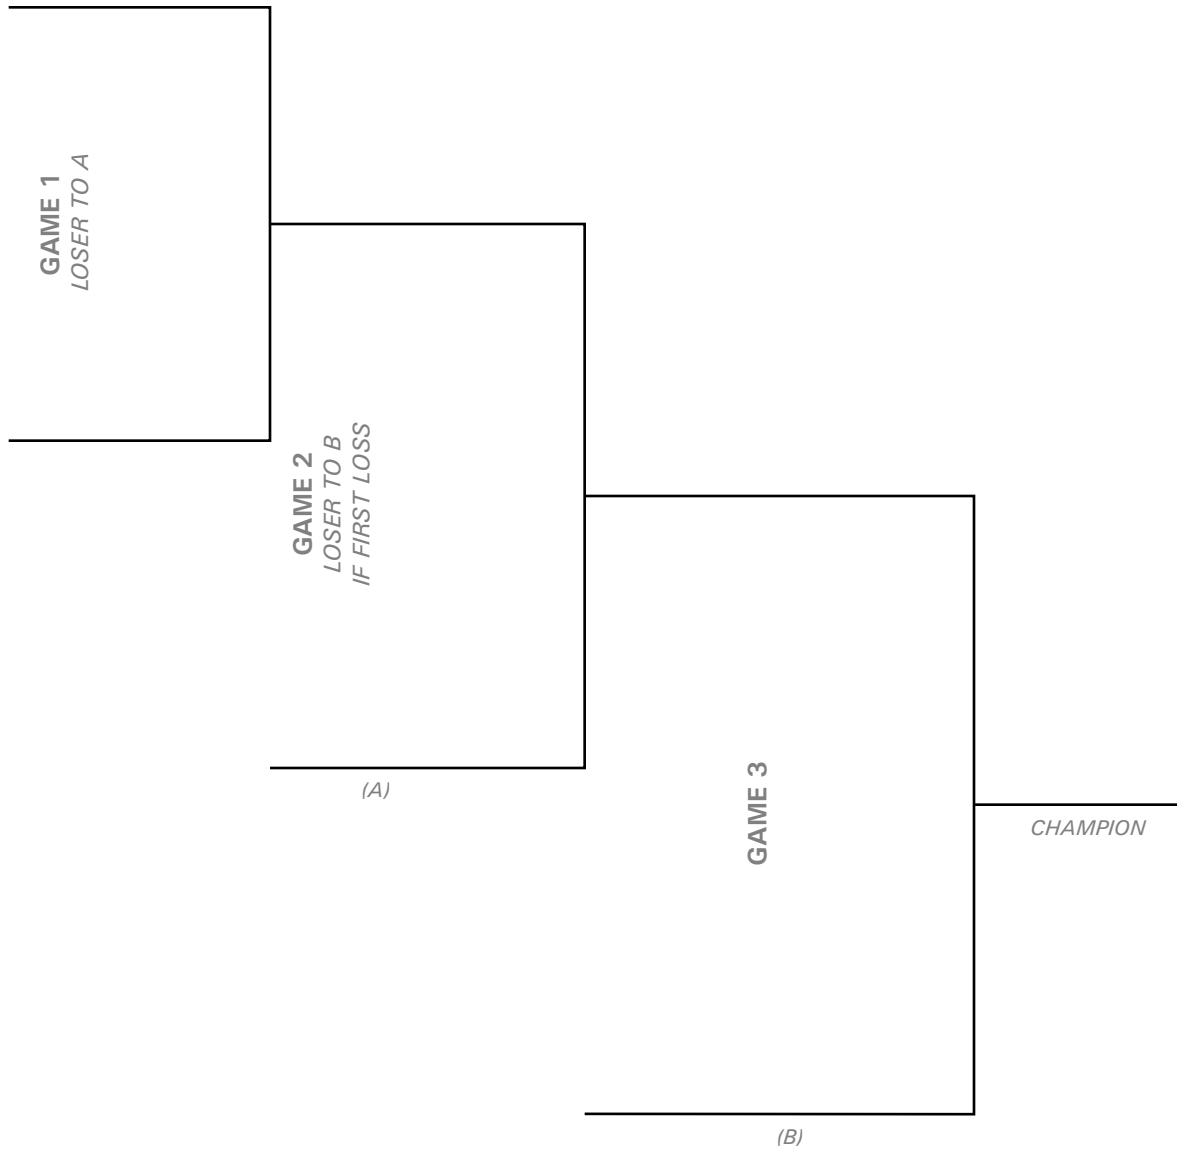 GAME 1
LOSER TO A
GAME 2
LOSER TO B
IF FIRST LOSS
(A)
GAME 3
CHAMPION
(B)